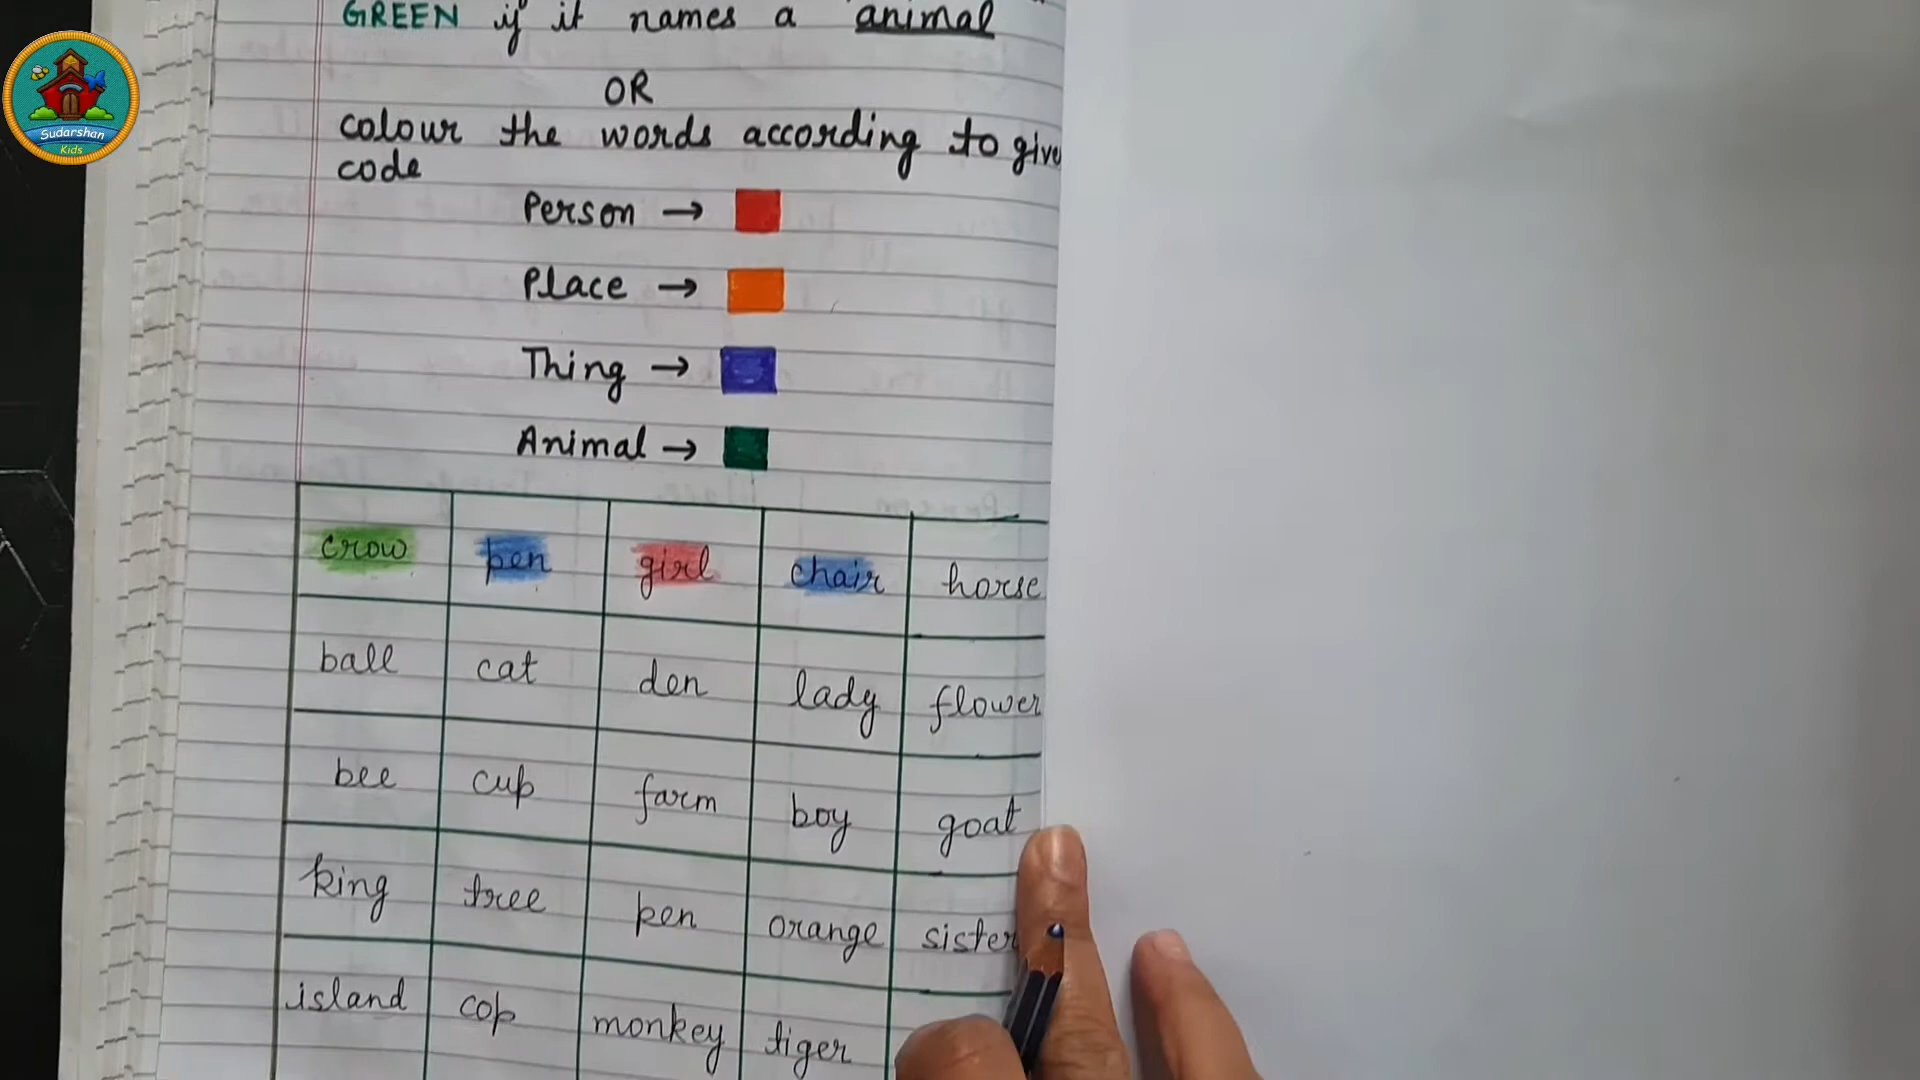 Sudarshan
Kids
GREEN if it names a animal
OR
colour the words according to give
code
Person →
Place →
Thing →
Animal →
crow pen girl chair horse
ball cat den lady flower
bee cup farm boy goat
king tree pen orange sister
island cop monkey tiger